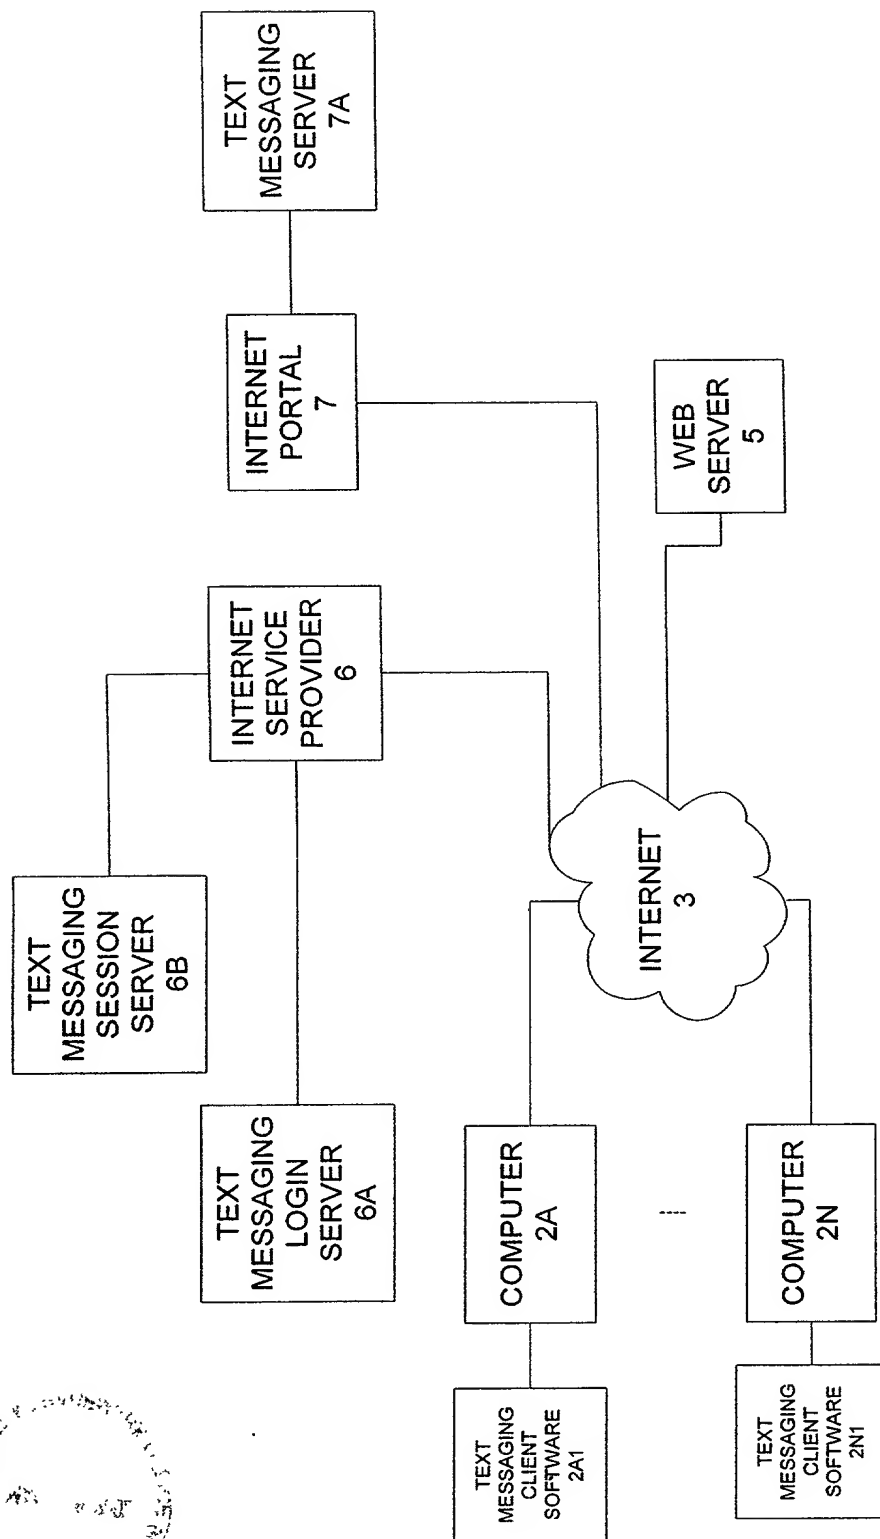 TEXT
MESSAGING
SESSION
SERVER
6B
TEXT
MESSAGING
LOGIN
SERVER
6A
INTERNET
SERVICE
PROVIDER
6
TEXT
MESSAGING
SERVER
7A
INTERNET
PORTAL
7
TEXT
MESSAGING
CLIENT
SOFTWARE
2A1
COMPUTER
2A
INTERNET
3
WEB
SERVER
5
TEXT
MESSAGING
CLIENT
SOFTWARE
2N1
COMPUTER
2N